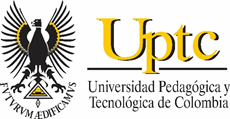 Uptc
FVTVRVM ÆDIFICAMVS
Universidad Pedagógica y
Tecnológica de Colombia